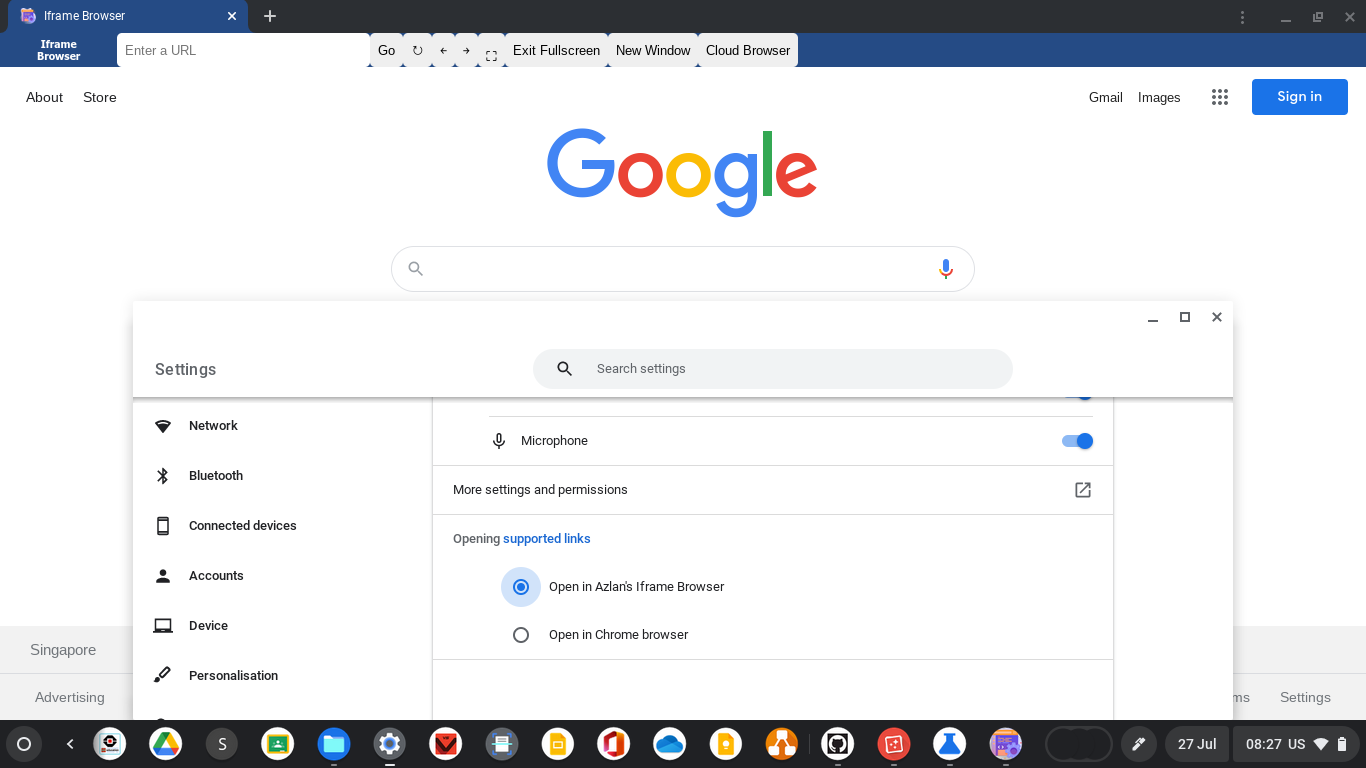 Iframe Browser
Iframe
Browser
Enter a URL
Go
Exit Fullscreen
New Window
Cloud Browser
About
Store
Gmail
Images
Sign in
Google
Settings
Search settings
Network
Bluetooth
Connected devices
Accounts
Device
Personalisation
Microphone
More settings and permissions
Opening supported links
Open in Azlan's Iframe Browser
Open in Chrome browser
Singapore
Advertising
ms
Settings
S
27 Jul
08:27 US